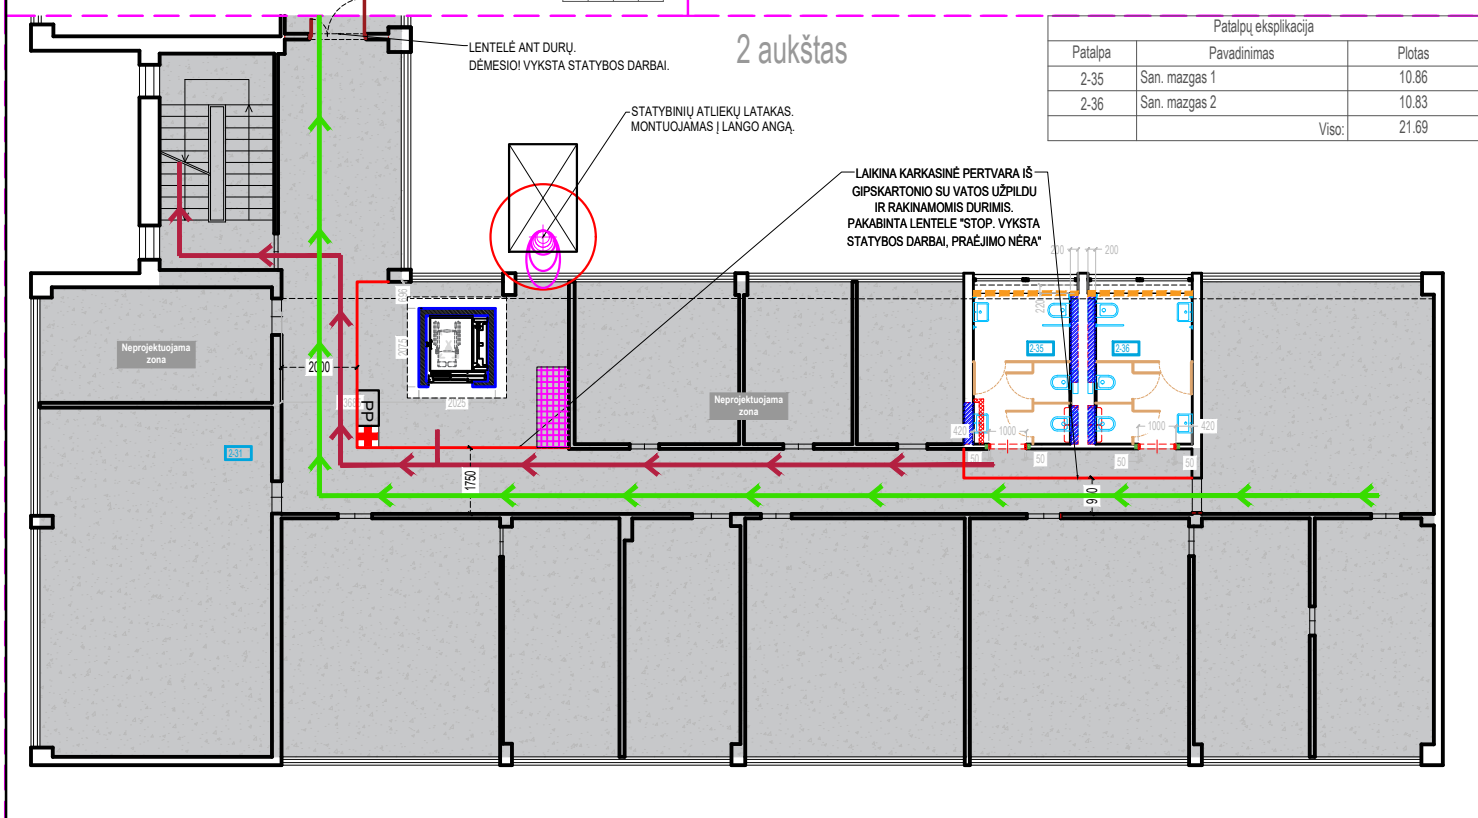 LENTELĖ ANT DURŲ.
DĖMESIO! VYKSTA STATYBOS DARBAI.
2 aukštas
Patalpų eksplikacija
Patalpa Pavadinimas Plotas
2-35 San. mazgas 1 10.86
2-36 San. mazgas 2 10.83
Viso: 21.69
STATYBINIŲ ATLIEKŲ LATAKAS.
MONTUOJAMAS Į LANGO ANGĄ.
LAIKINA KARKASINĖ PERTVARA IŠ
GIPSKARTONIO SU VATOS UŽPILDU
IR RAKINAMOMIS DURIMIS.
PAKABINTA LENTELE "STOP. VYKSTA
STATYBOS DARBAI, PRAĖJIMO NĖRA"
200 200
Neprojektuojama
zona
2000
2075
2025
PP
2-35
2-36
Neprojektuojama
zona
2-31
420 1000 1000 420
50 50 50 50
1750